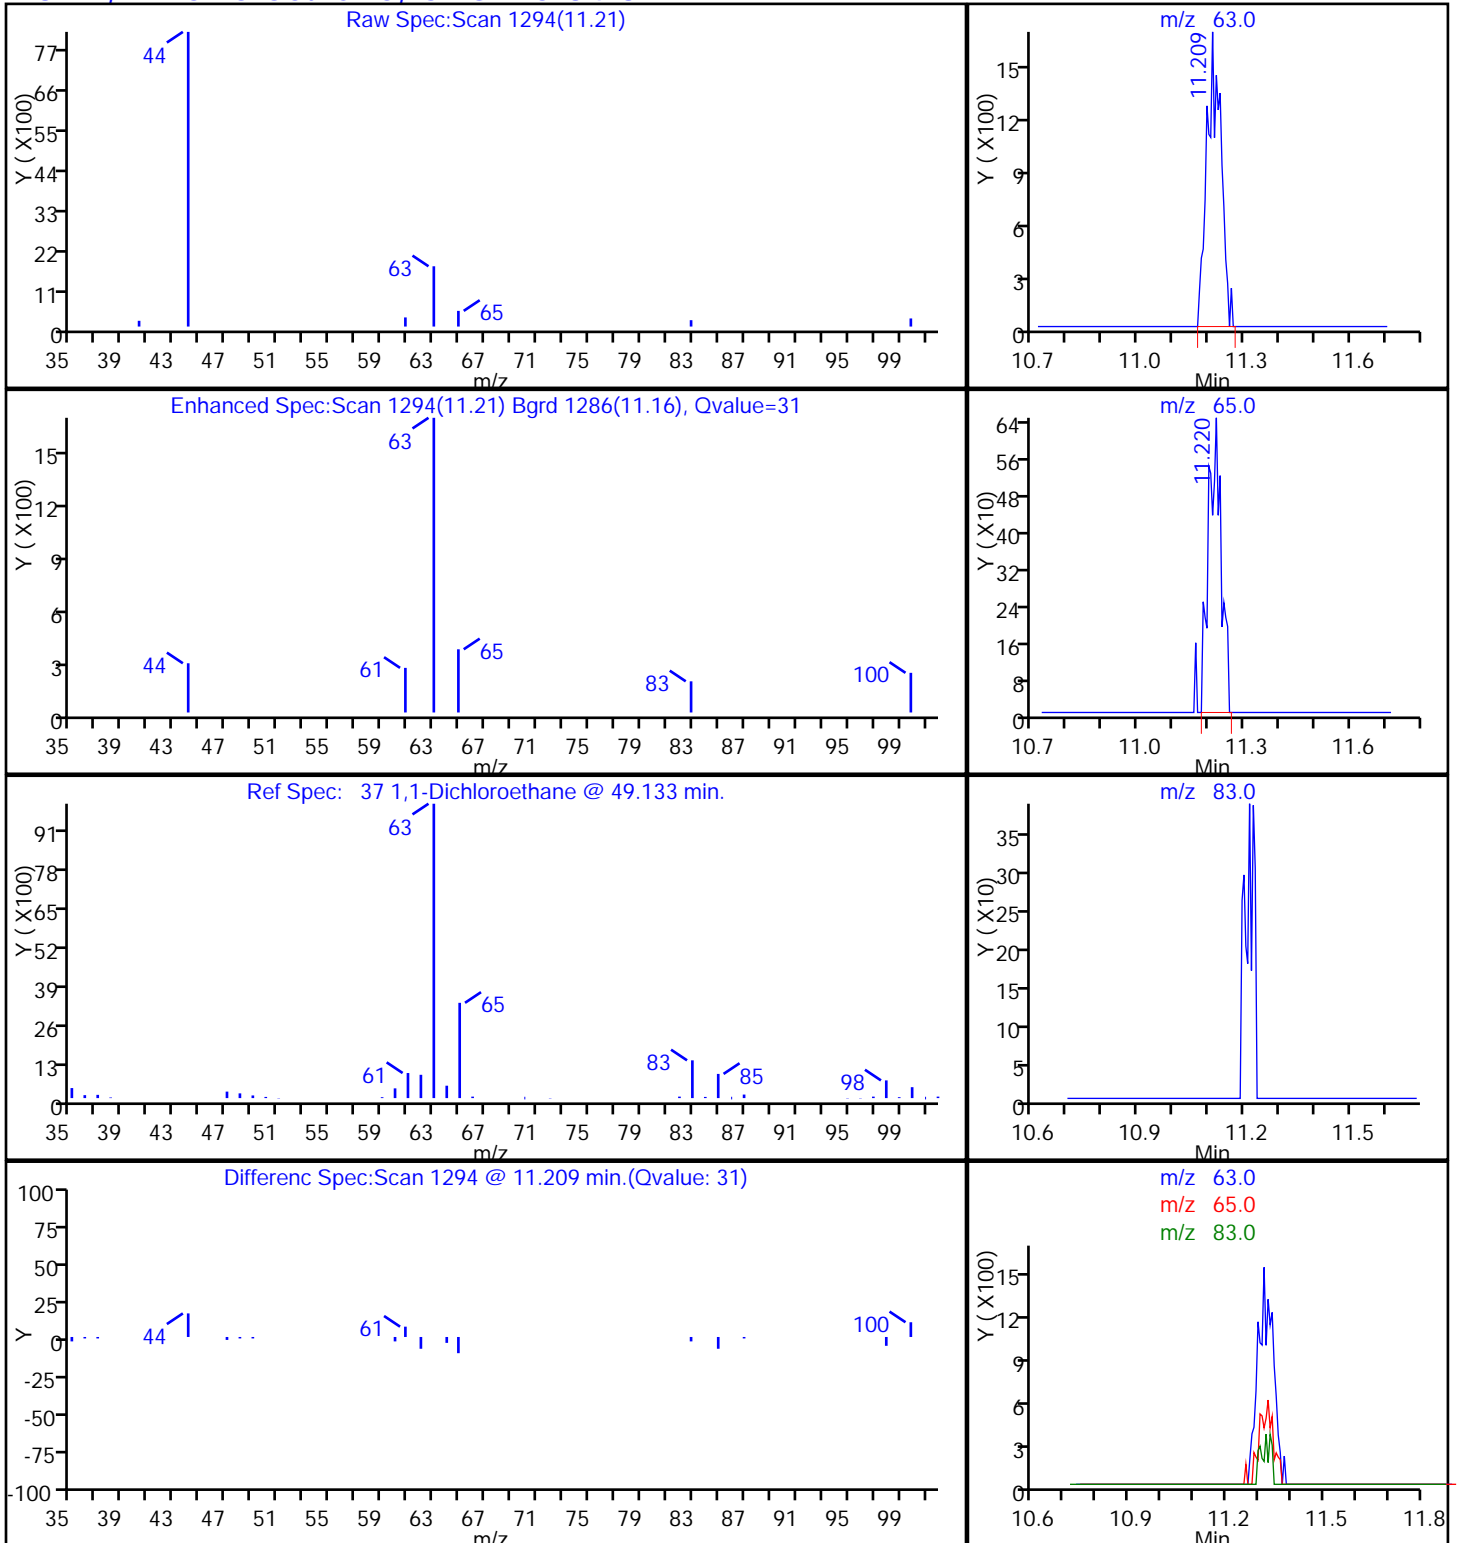 Raw Spec:Scan 1294(11.21)
Y ( X100)
77
66
55
44
33
22
11
0
44
63
65
35 39 43 47 51 55 59 63 67 71 75 79 83 87 91 95 99
m/z
m/z 63.0
Y ( X100)
15
12
9
6
3
0
11.209
10.7 11.0 11.3 11.6
Min
Enhanced Spec:Scan 1294(11.21) Bgrd 1286(11.16), Qvalue=31
Y ( X100)
15
12
9
6
3
0
44
61
63
65
83
100
35 39 43 47 51 55 59 63 67 71 75 79 83 87 91 95 99
m/z
m/z 65.0
Y ( X10)
64
56
48
40
32
24
16
8
0
11.220
10.7 11.0 11.3 11.6
Min
Ref Spec: 37 1,1-Dichloroethane @ 49.133 min.
Y ( X100)
91
78
65
52
39
26
13
0
61
63
65
83
85
98
35 39 43 47 51 55 59 63 67 71 75 79 83 87 91 95 99
m/z
m/z 83.0
Y ( X10)
35
30
25
20
15
10
5
0
10.6 10.9 11.2 11.5
Min
Differenc Spec:Scan 1294 @ 11.209 min.(Qvalue: 31)
Y
100
75
50
25
0
-25
-50
-75
-100
44
61
100
35 39 43 47 51 55 59 63 67 71 75 79 83 87 91 95 99
m/z
m/z 63.0
m/z 65.0
m/z 83.0
Y ( X100)
15
12
9
6
3
0
10.6 10.9 11.2 11.5 11.8
Min